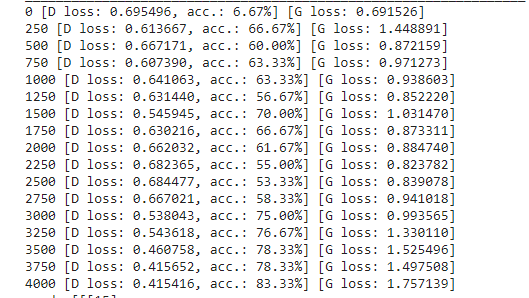 0 [D loss: 0.695496, acc.: 6.67%] [G loss: 0.691526]
250 [D loss: 0.613667, acc.: 66.67%] [G loss: 1.448891]
500 [D loss: 0.667171, acc.: 60.00%] [G loss: 0.872159]
750 [D loss: 0.607390, acc.: 63.33%] [G loss: 0.971273]
1000 [D loss: 0.641063, acc.: 63.33%] [G loss: 0.938603]
1250 [D loss: 0.631440, acc.: 56.67%] [G loss: 0.852220]
1500 [D loss: 0.545945, acc.: 70.00%] [G loss: 1.031470]
1750 [D loss: 0.630216, acc.: 66.67%] [G loss: 0.873311]
2000 [D loss: 0.662032, acc.: 61.67%] [G loss: 0.884740]
2250 [D loss: 0.682365, acc.: 55.00%] [G loss: 0.823782]
2500 [D loss: 0.684477, acc.: 53.33%] [G loss: 0.839078]
2750 [D loss: 0.667021, acc.: 58.33%] [G loss: 0.941018]
3000 [D loss: 0.538043, acc.: 75.00%] [G loss: 0.993565]
3250 [D loss: 0.543618, acc.: 76.67%] [G loss: 1.330110]
3500 [D loss: 0.460758, acc.: 78.33%] [G loss: 1.525496]
3750 [D loss: 0.415652, acc.: 78.33%] [G loss: 1.497508]
4000 [D loss: 0.415416, acc.: 83.33%] [G loss: 1.757139]